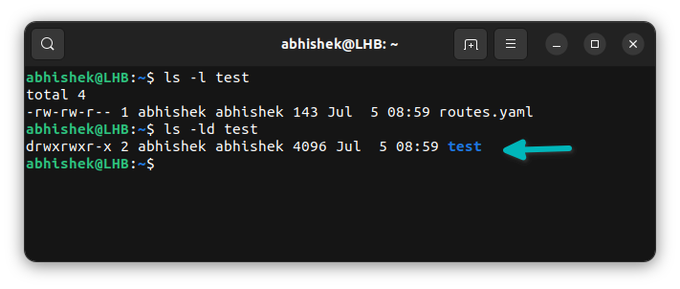 abhishek@LHB: ~
abhishek@LHB:~$ ls -l test
total 4
-rw-rw-r-- 1 abhishek abhishek 143 Jul  5 08:59 routes.yaml
abhishek@LHB:~$ ls -ld test
drwxrwxr-x 2 abhishek abhishek 4096 Jul  5 08:59 test
abhishek@LHB:~$